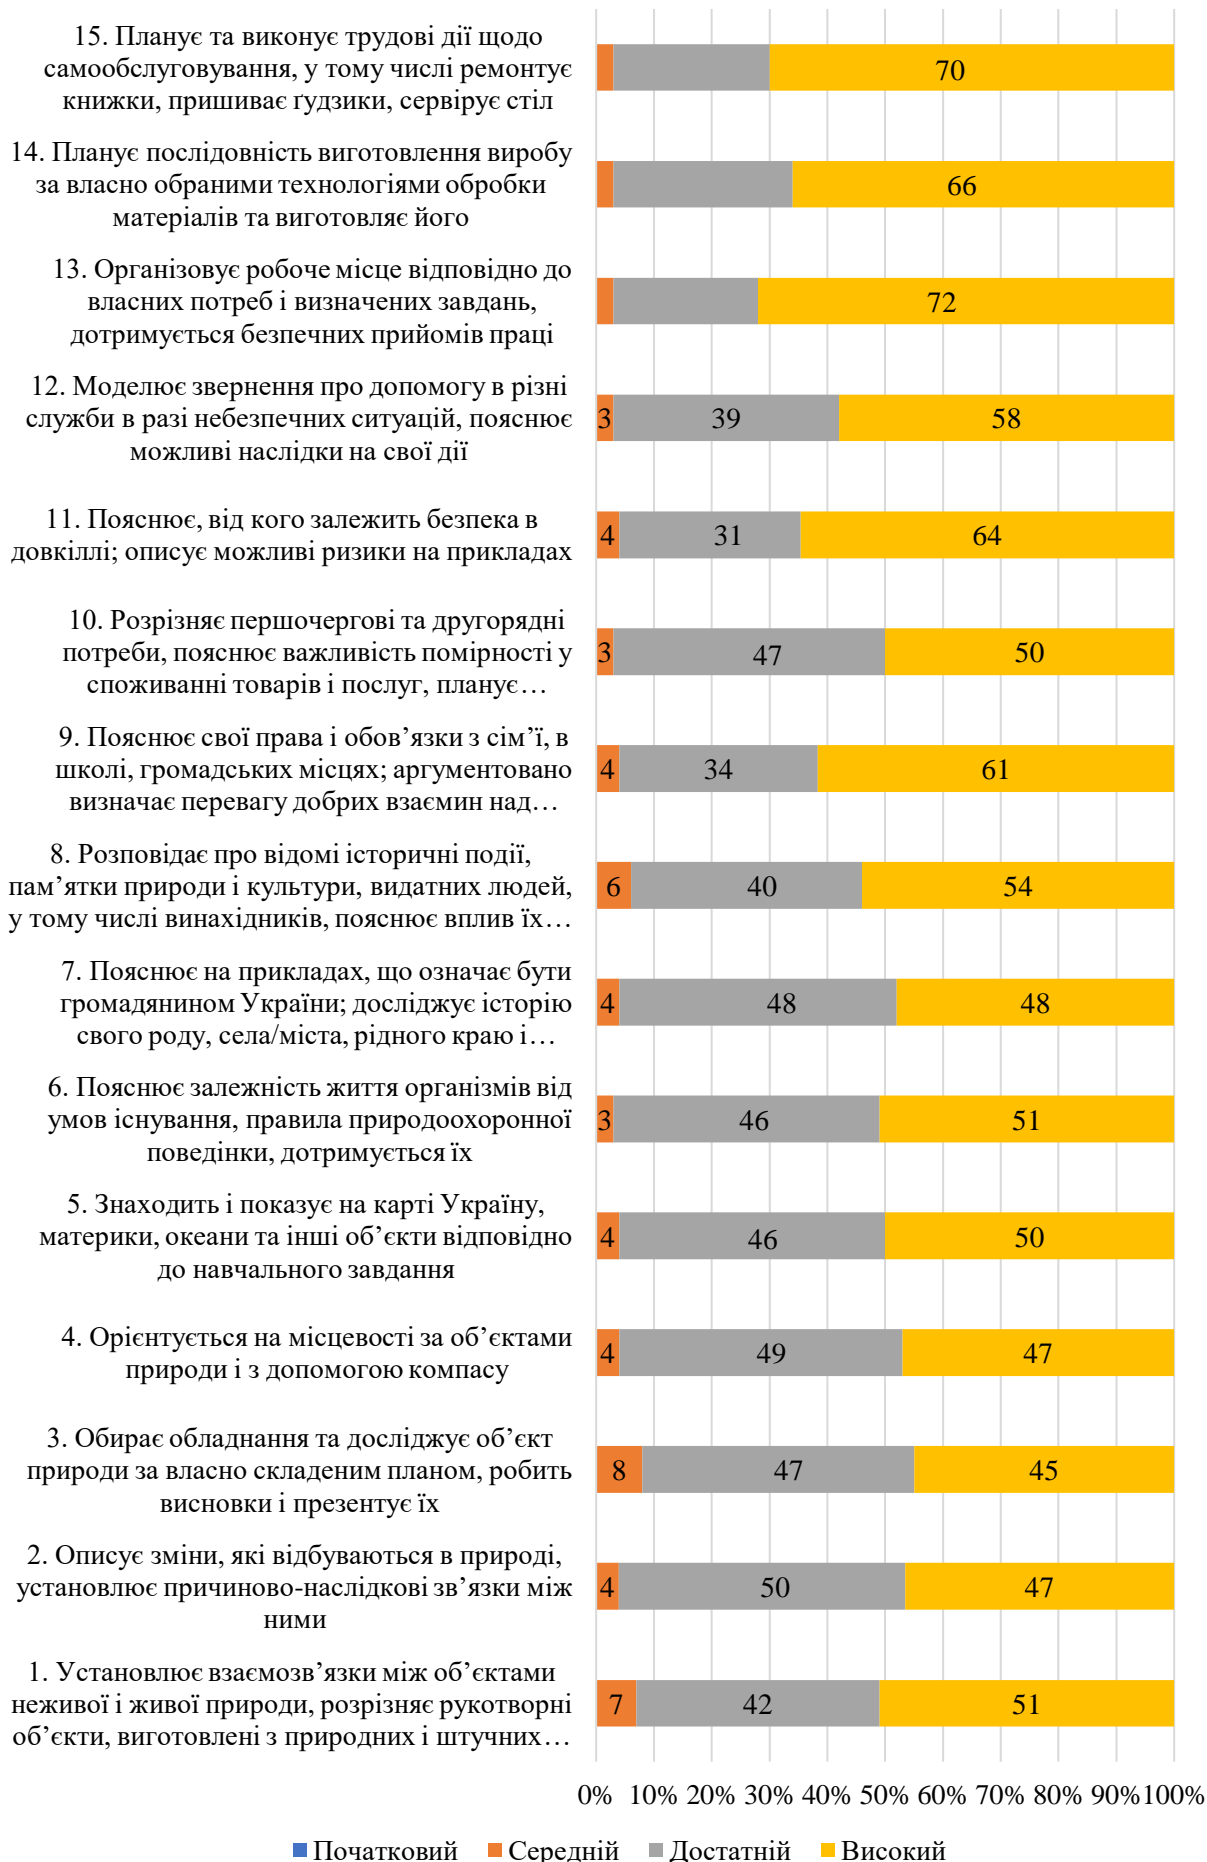 15. Планує та виконує трудові дії щодо
самообслуговування, у тому числі ремонтує
книжки, пришиває ґудзики, сервірує стіл
70
14. Планує послідовність виготовлення виробу
за власно обраними технологіями обробки
матеріалів та виготовляє його
66
13. Організовує робоче місце відповідно до
власних потреб і визначених завдань,
дотримується безпечних прийомів праці
72
12. Моделює звернення про допомогу в різні
служби в разі небезпечних ситуацій, пояснює
можливі наслідки на свої дії
3 39 58
11. Пояснює, від кого залежить безпека в
довкіллі; описує можливі ризики на прикладах
4 31 64
10. Розрізняє першочергові та другорядні
потреби, пояснює важливість помірності у
споживанні товарів і послуг, планує…
3 47 50
9. Пояснює свої права і обов’язки з сім’ї, в
школі, громадських місцях; аргументовано
визначає перевагу добрих взаємин над…
4 34 61
8. Розповідає про відомі історичні події,
пам’ятки природи і культури, видатних людей,
у тому числі винахідників, пояснює вплив їх…
6 40 54
7. Пояснює на прикладах, що означає бути
громадянином України; досліджує історію
свого роду, села/міста, рідного краю і…
4 48 48
6. Пояснює залежність життя організмів від
умов існування, правила природоохоронної
поведінки, дотримується їх
3 46 51
5. Знаходить і показує на карті Україну,
материки, океани та інші об’єкти відповідно
до навчального завдання
4 46 50
4. Орієнтується на місцевості за об’єктами
природи і з допомогою компасу
4 49 47
3. Обирає обладнання та досліджує об’єкт
природи за власно складеним планом, робить
висновки і презентує їх
8 47 45
2. Описує зміни, які відбуваються в природі,
установлює причиново-наслідкові зв’язки між
ними
4 50 47
1. Установлює взаємозв’язки між об’єктами
неживої і живої природи, розрізняє рукотворні
об’єкти, виготовлені з природних і штучних…
7 42 51
0% 10% 20% 30% 40% 50% 60% 70% 80% 90% 100%
Початковий Середній Достатній Високий